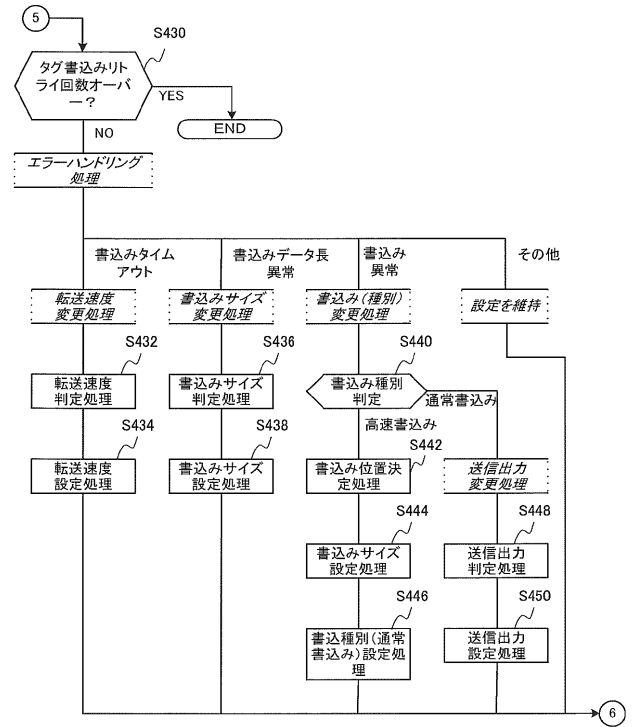 5
S430
タグ書込みリト
ライ回数オーバ
ー？
YES
END
NO
エラーハンドリング
処理
書込みタイム
アウト
書込みデータ長
異常
書込み
異常
その他
転送速度
変更処理
書込みサイズ
変更処理
書込み（種別）
変更処理
設定を維持
S432
転送速度
判定処理
S436
書込みサイズ
判定処理
S440
書込み種別
判定
通常書込み
高速書込み
S434
転送速度
設定処理
S438
書込みサイズ
設定処理
S442
書込み位置決
定処理
送信出力
変更処理
S444
書込みサイズ
設定処理
S448
送信出力
判定処理
S446
書込種別（通常
書込み）設定処
理
S450
送信出力
設定処理
6